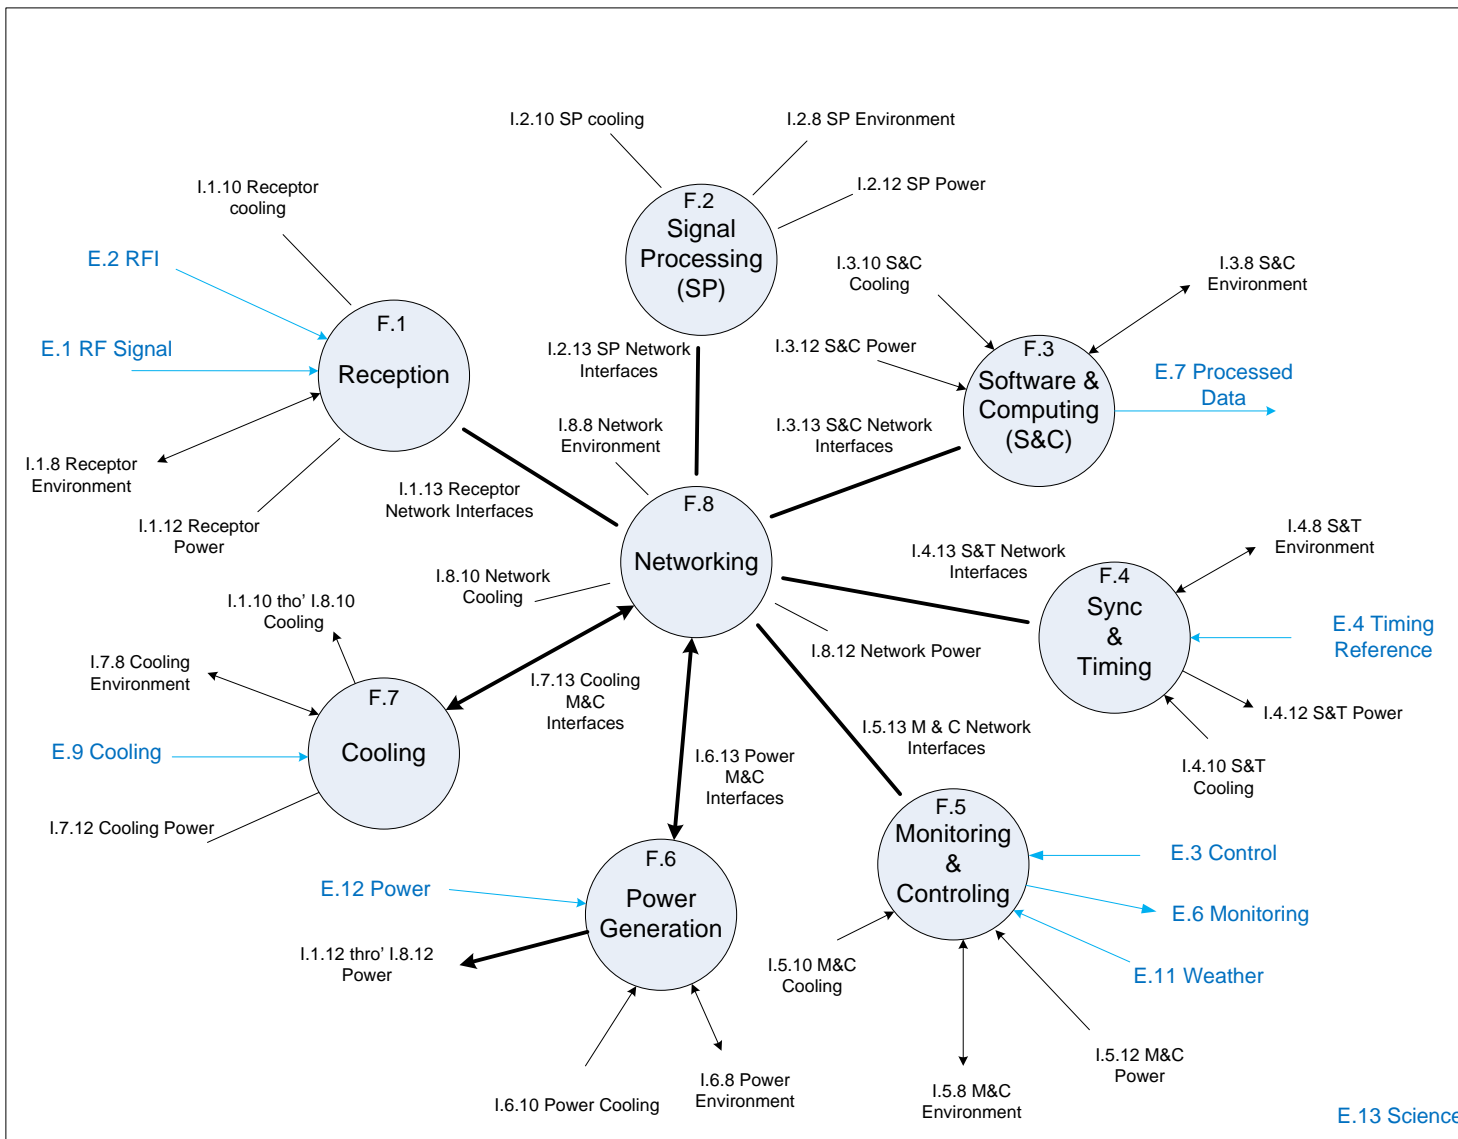 I.2.10 SP cooling
I.2.8 SP Environment
I.2.12 SP Power
F.2
Signal
Processing
(SP)
I.1.10 Receptor
cooling
E.2 RFI
E.1 RF Signal
F.1
Reception
I.1.8 Receptor
Environment
I.1.12 Receptor
Power
I.2.13 SP Network
Interfaces
I.8.8 Network
Environment
I.1.13 Receptor
Network Interfaces
I.3.10 S&C
Cooling
I.3.8 S&C
Environment
I.3.12 S&C Power
F.3
Software &
Computing
(S&C)
E.7 Processed
Data
I.3.13 S&C Network
Interfaces
F.8
Networking
I.8.10 Network
Cooling
I.8.12 Network Power
I.4.13 S&T Network
Interfaces
I.4.8 S&T
Environment
F.4
Sync
&
Timing
E.4 Timing
Reference
I.4.12 S&T Power
I.4.10 S&T
Cooling
I.1.10 tho’ I.8.10
Cooling
I.7.8 Cooling
Environment
F.7
Cooling
E.9 Cooling
I.7.12 Cooling Power
I.7.13 Cooling
M&C
Interfaces
I.6.13 Power
M&C
Interfaces
I.5.13 M & C Network
Interfaces
F.6
Power
Generation
E.12 Power
I.1.12 thro’ I.8.12
Power
I.6.10 Power Cooling
I.6.8 Power
Environment
F.5
Monitoring
&
Controling
E.3 Control
E.6 Monitoring
E.11 Weather
I.5.10 M&C
Cooling
I.5.8 M&C
Environment
I.5.12 M&C
Power
E.13 Science